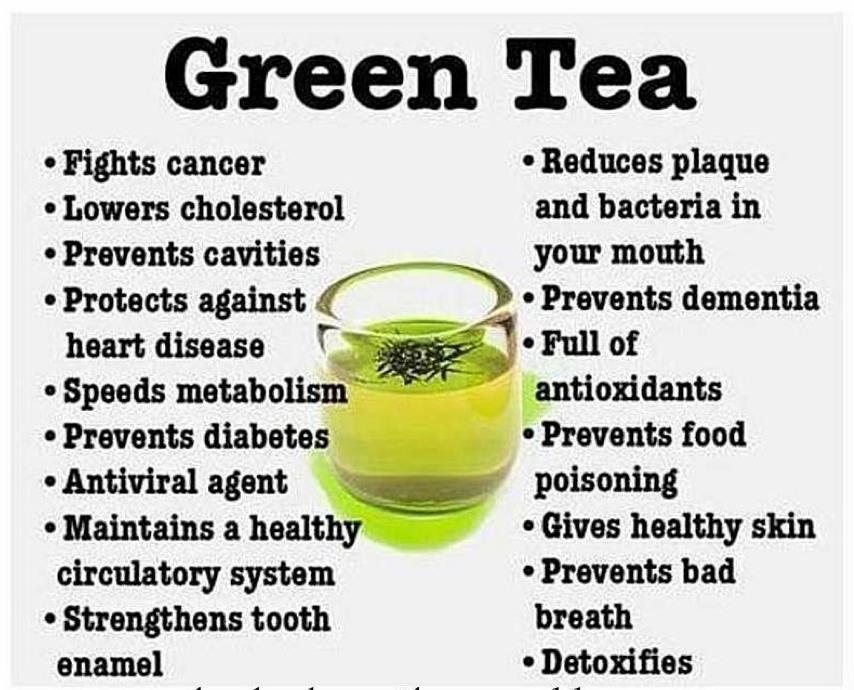 Green Tea
• Fights cancer
• Lowers cholesterol
• Prevents cavities
• Protects against
heart disease
• Speeds metabolism
• Prevents diabetes
• Antiviral agent
• Maintains a healthy
circulatory system
• Strengthens tooth
enamel
• Reduces plaque
and bacteria in
your mouth
• Prevents dementia
• Full of
antioxidants
• Prevents food
poisoning
• Gives healthy skin
• Prevents bad
breath
• Detoxifies